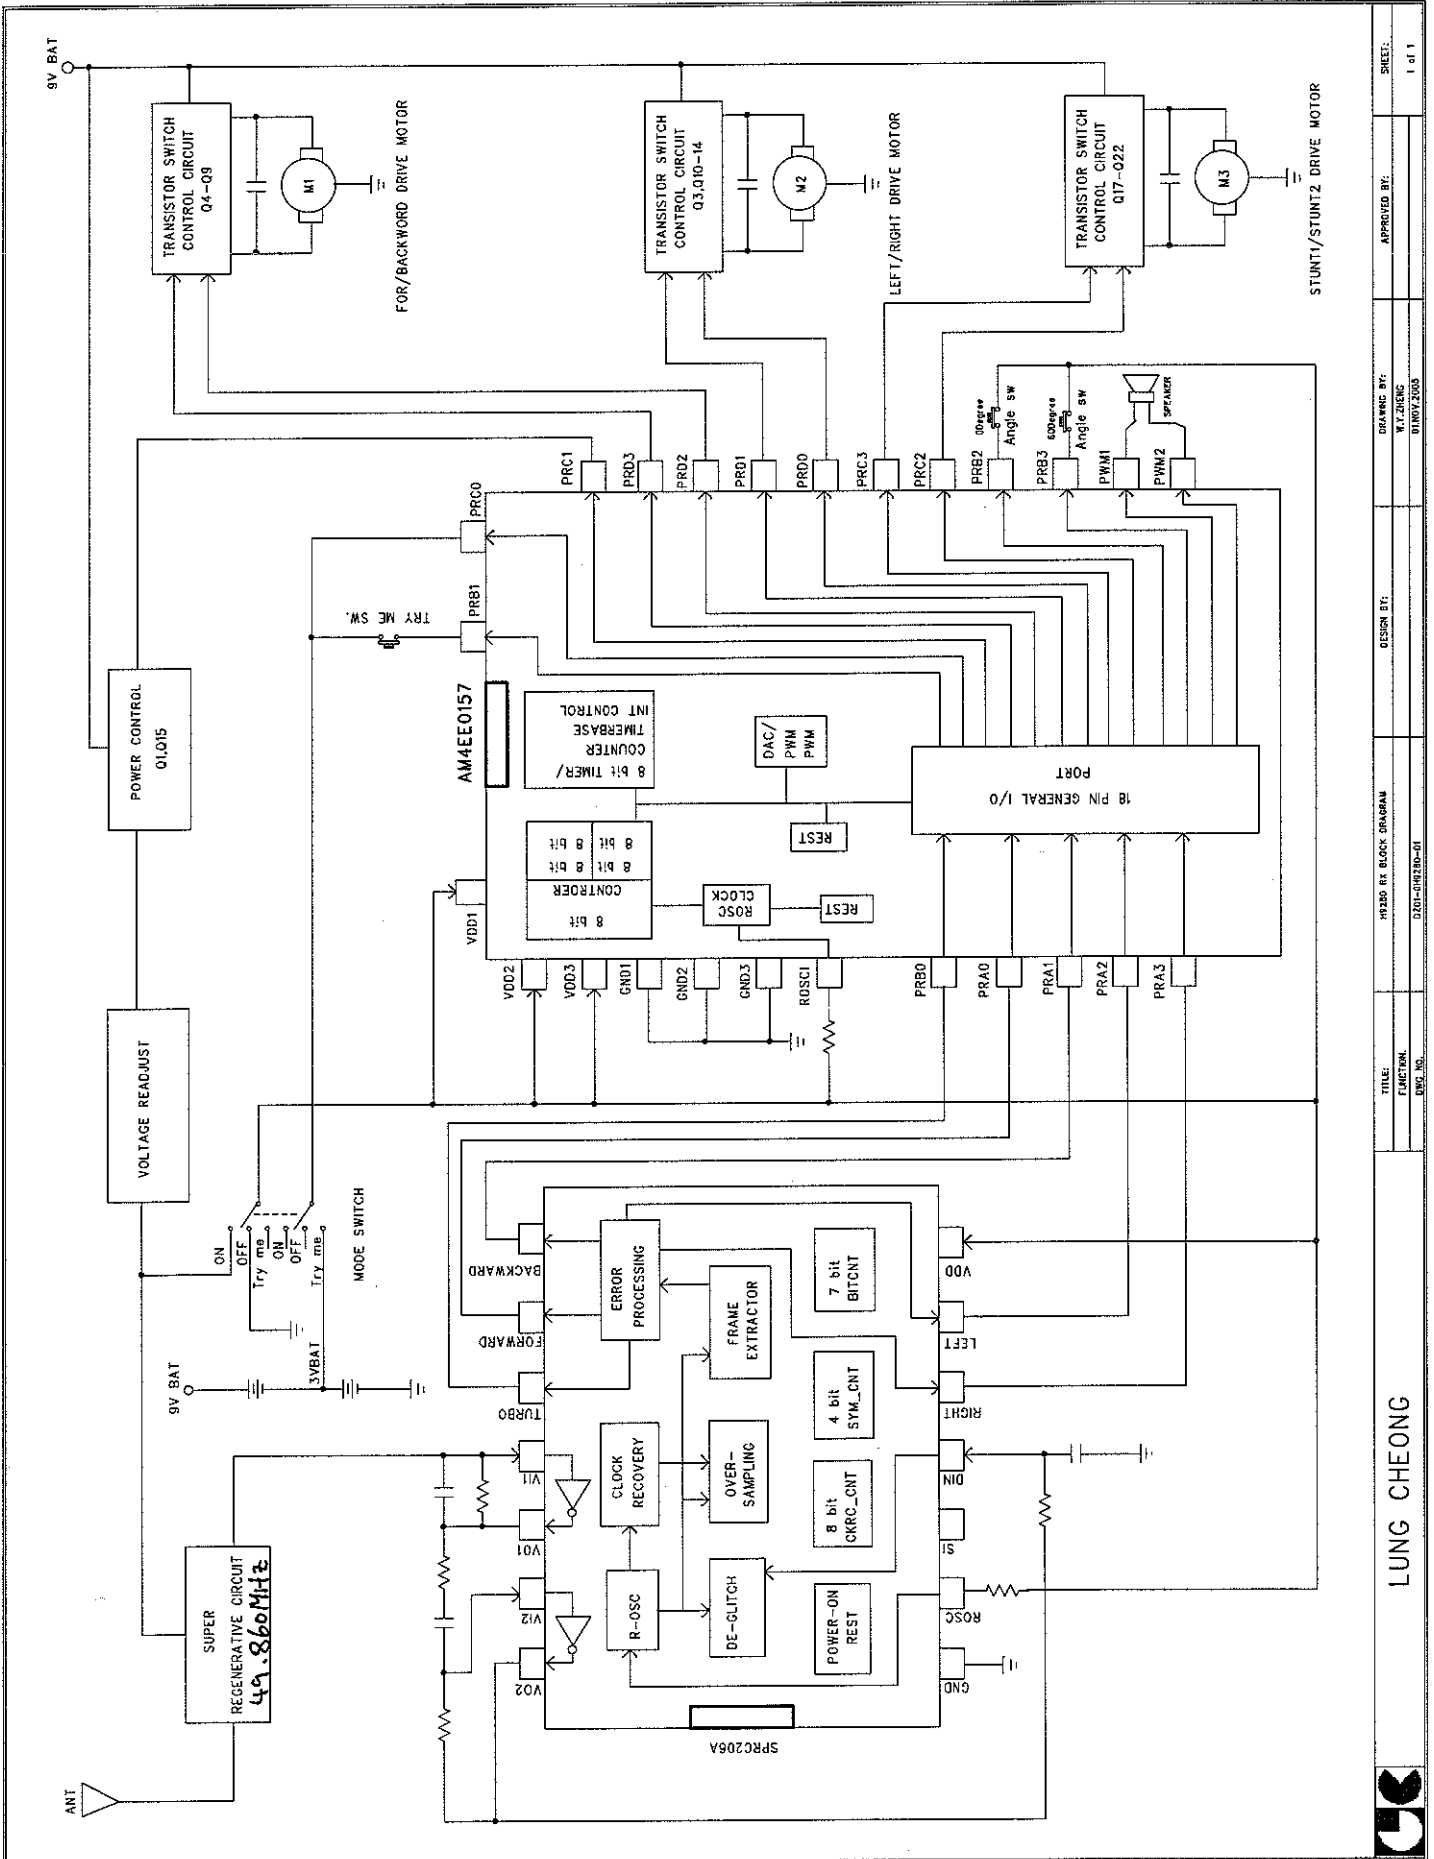 ANT
SUPER
REGENERATIVE CIRCUIT
49.860MHz
9V BAT
3VBAT
ON
OFF
Try me
ON
OFF
Try me
MODE SWITCH
VOLTAGE READJUST
POWER CONTROL
Q1,Q15
9V BAT
TRANSISTOR SWITCH
CONTROL CIRCUIT
Q4-Q9
M1
FOR/BACKWORD DRIVE MOTOR
TRANSISTOR SWITCH
CONTROL CIRCUIT
Q3,Q10-14
M2
LEFT/RIGHT DRIVE MOTOR
TRANSISTOR SWITCH
CONTROL CIRCUIT
Q17-Q22
M3
STUNT1/STUNT2 DRIVE MOTOR
SPRC206A
VO2
VI2
VO1
VI1
TURBO
FORWARD
BACKWARD
R-OSC
CLOCK
RECOVERY
ERROR
PROCESSING
DE-GLITCH
OVER-
SAMPLING
FRAME
EXTRACTOR
POWER-ON
REST
8 bit
CKRC_CNT
4 bit
SYM_CNT
7 bit
BITCNT
GND
ROSC
SI
DIN
RIGHT
LEFT
VDD
AM4EE0157
TRY ME SW.
VDD1
PRB1
PRC0
VDD2
VDD3
GND1
GND2
GND3
ROSCI
PRB0
PRA0
PRA1
PRA2
PRA3
8 bit
CONTROER
8 bit
8 bit
8 bit
8 bit
8 bit TIMER/
COUNTER
TIMERBASE
INT CONTROL
ROSC
CLOCK
REST
REST
DAC/
PWM
PWM
18 PIN GENERAL I/O
PORT
PRC1
PRD3
PRD2
PRD1
PRD0
PRC3
PRC2
PRB2
PRB3
PWM1
PWM2
0Degree
Angle sw
60Degree
Angle sw
SPEAKER
LUNG CHEONG
TITLE:
H9280 RX BLOCK DRAGRAM
FUNCTION.
DWG NO.
DZ01-0H9280-01
DESIGN BY:
DRAWING BY:
W.Y.ZHENG
01.NOV.2005
APPROVED BY:
SHEET:
1 of 1